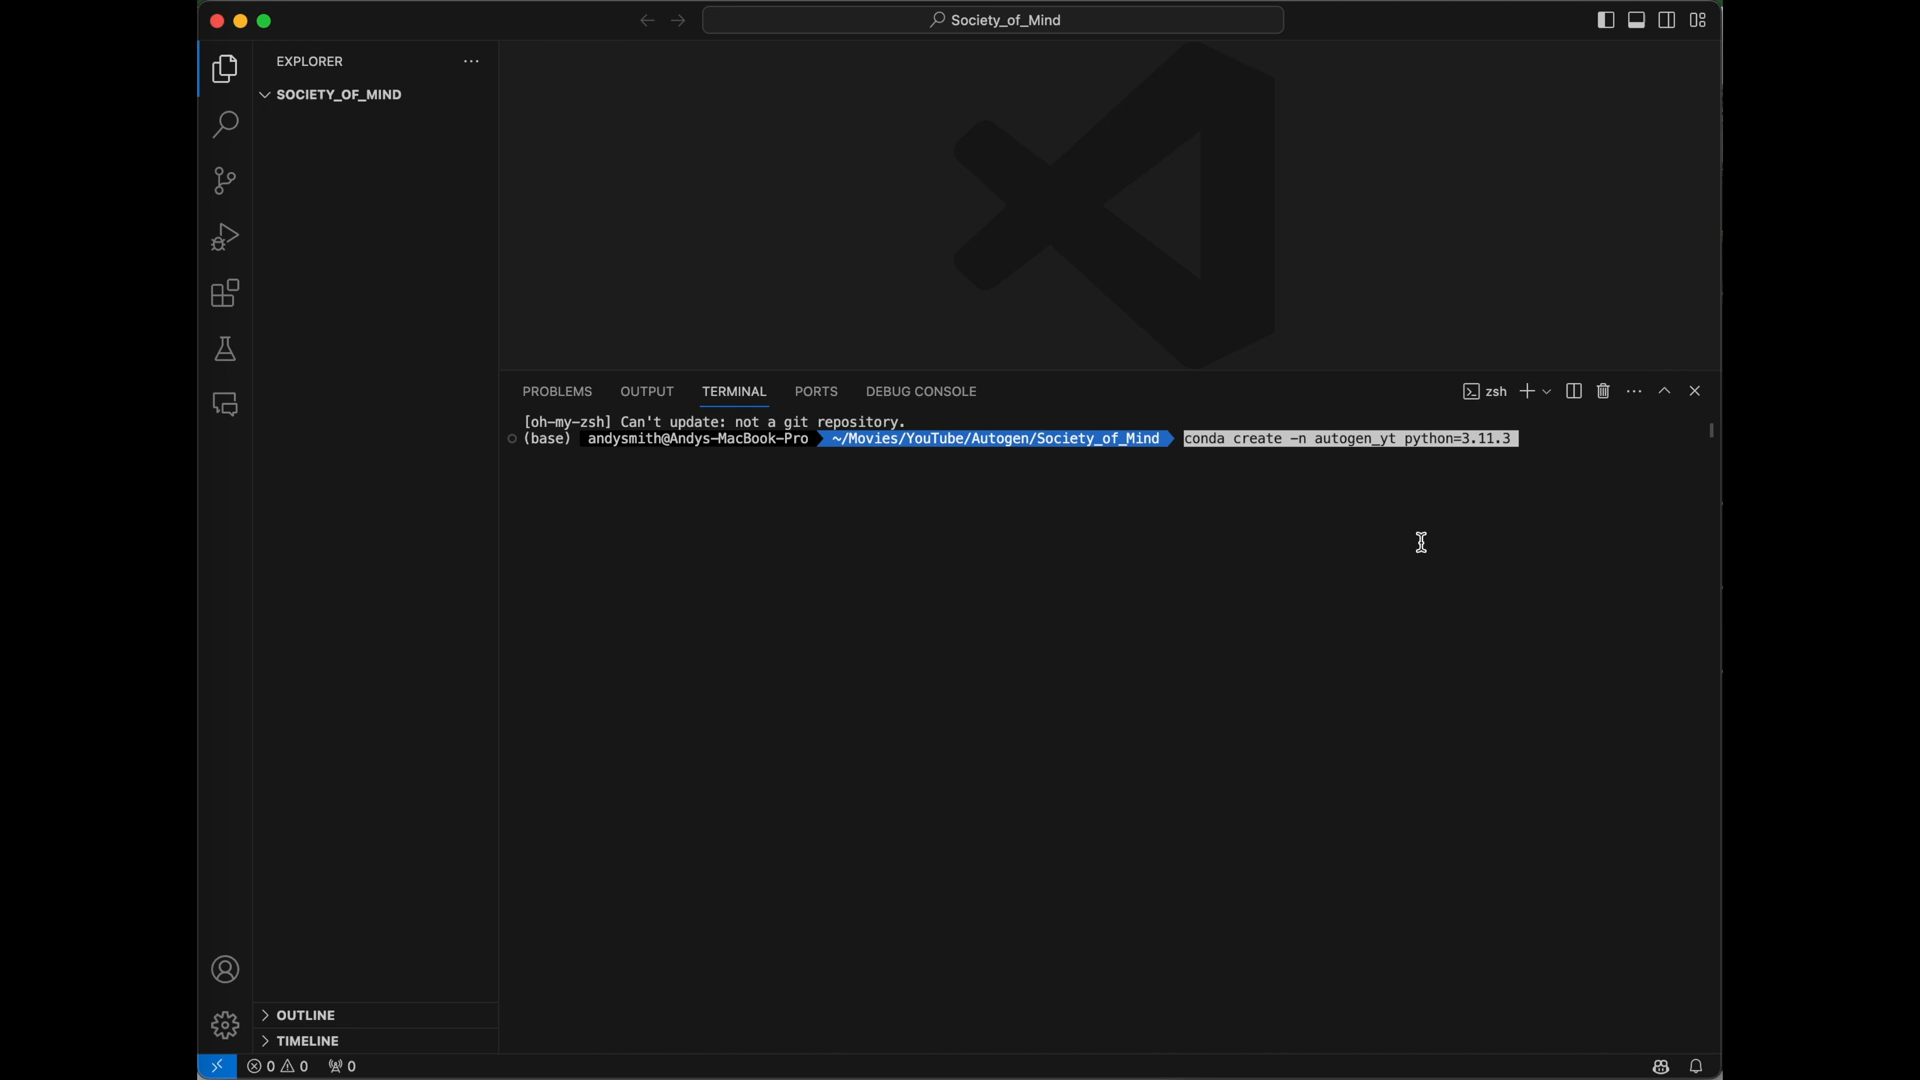 Society_of_Mind
EXPLORER
SOCIETY_OF_MIND
PROBLEMS OUTPUT TERMINAL PORTS DEBUG CONSOLE zsh
[oh-my-zsh] Can't update: not a git repository.
(base) andysmith@Andys-MacBook-Pro ~/Movies/YouTube/Autogen/Society_of_Mind conda create -n autogen_yt python=3.11.3
OUTLINE
TIMELINE
0 0 0